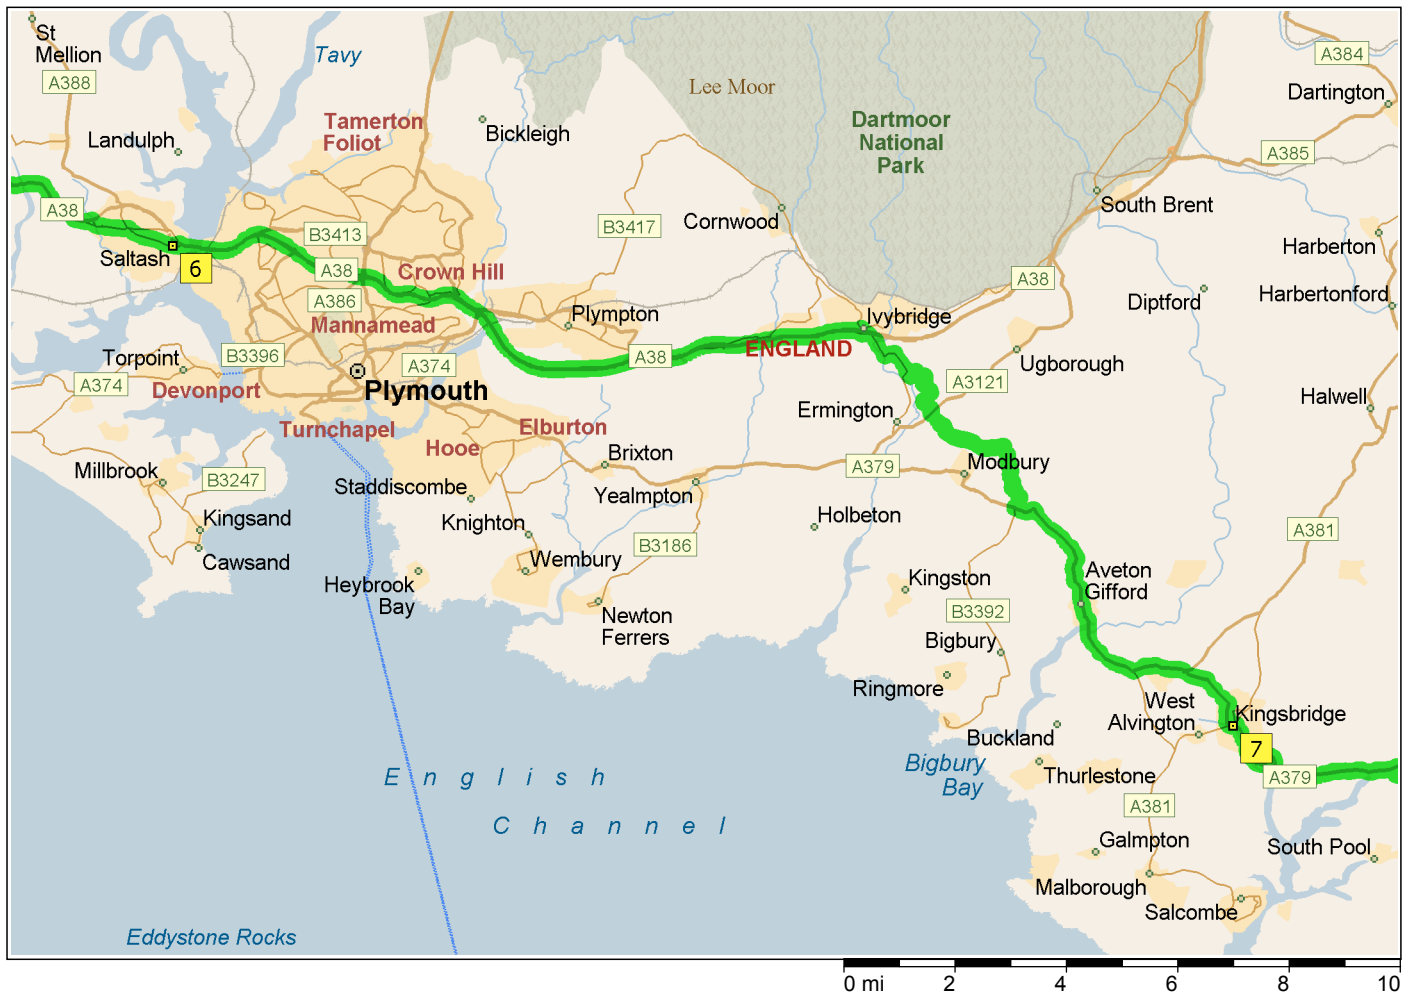 St
Mellion
A388
Tavy
Lee Moor
A384
Dartington
Landulph
Tamerton
Foliot
Bickleigh
Dartmoor
National
Park
A385
A38
Cornwood
B3417
South Brent
Saltash
6
B3413
A38
Crown Hill
A38
Harberton
A386
Mannamead
Plympton
Ivybridge
Diptford
Harbertonford
Torpoint
B3396
A374
A38
ENGLAND
Ugborough
A374
Devonport
Plymouth
A3121
Halwell
Turnchapel
Hooe
Elburton
Ermington
Millbrook
B3247
Brixton
A379
Modbury
Staddiscombe
Yealmpton
Kingsand
Knighton
Holbeton
A381
Cawsand
Wembury
B3186
Heybrook
Bay
Newton
Ferrers
Kingston
Aveton
Gifford
B3392
Bigbury
Ringmore
West
Alvington
Kingsbridge
Buckland
7
Bigbury
Bay
Thurlestone
A379
English
Channel
A381
Galmpton
South Pool
Malborough
Salcombe
Eddystone Rocks
0 mi 2 4 6 8 10